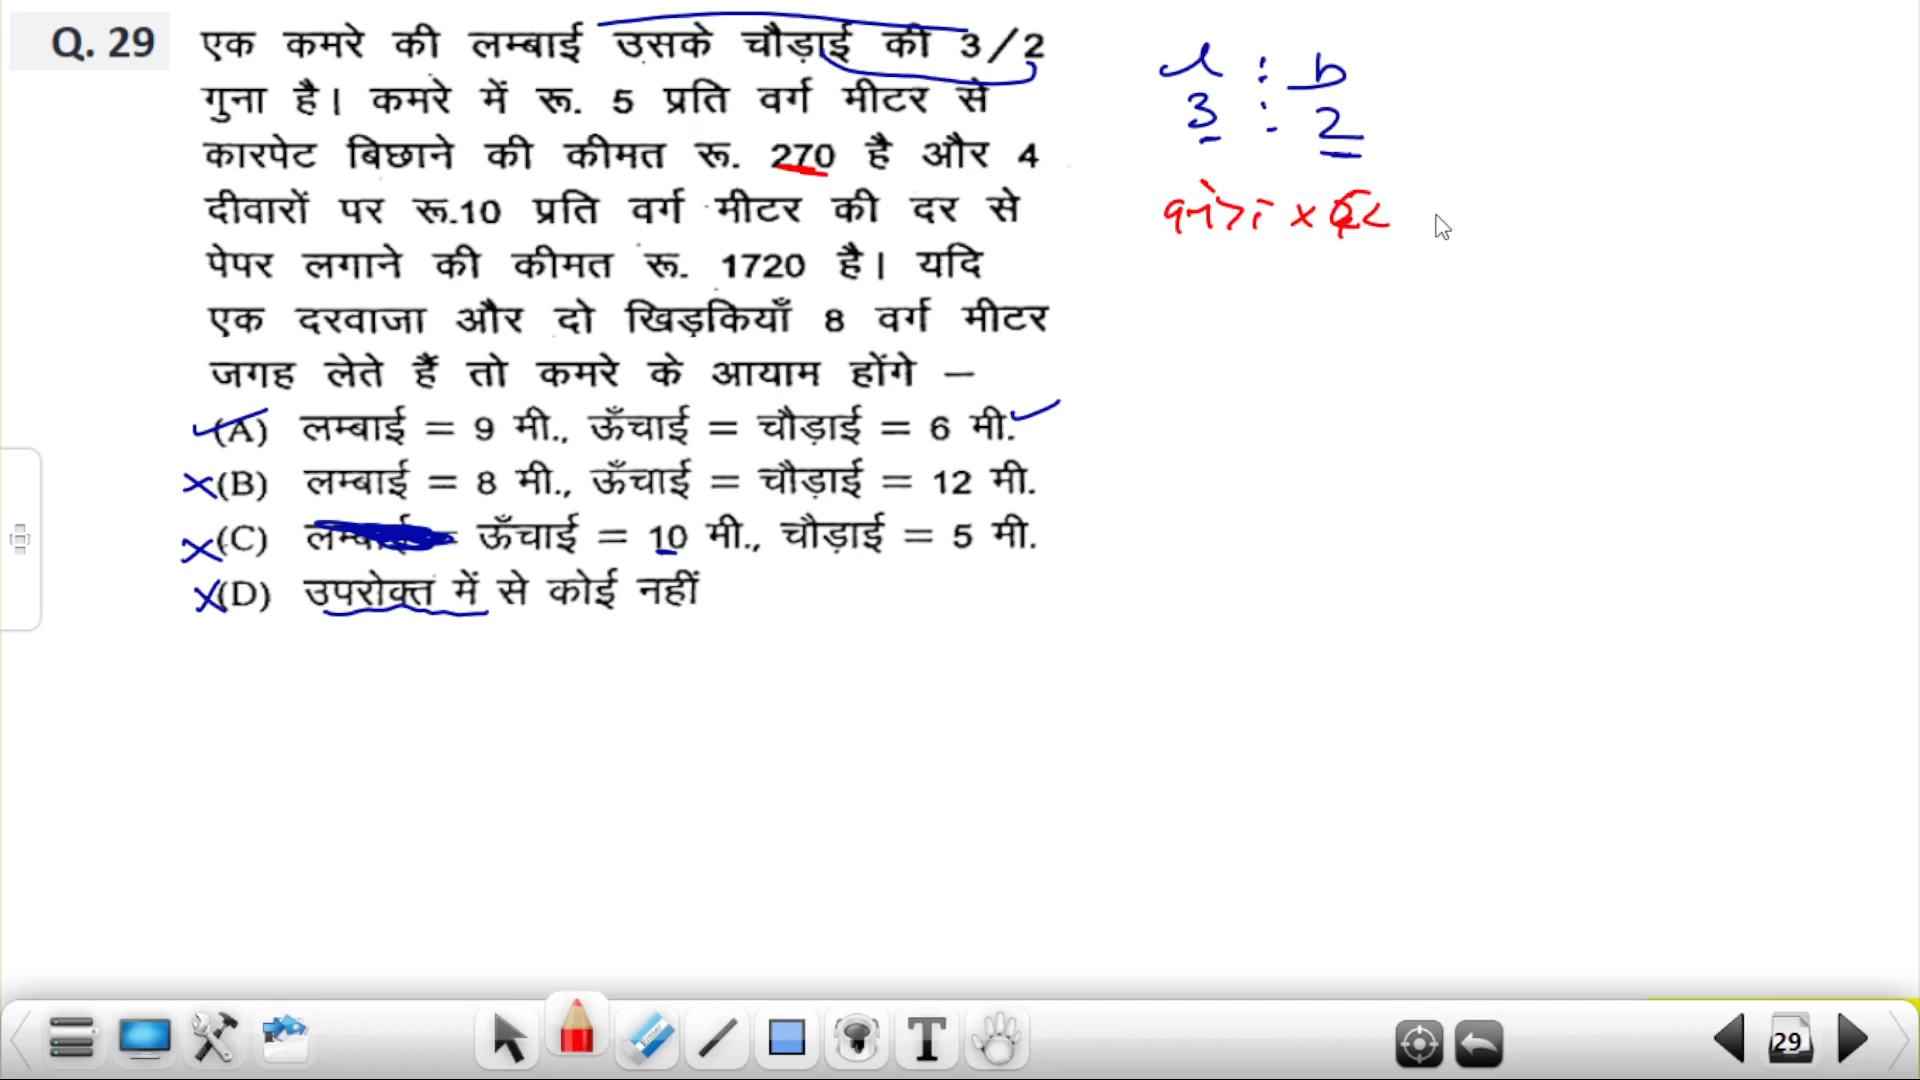 Q. 29
एक कमरे की लम्बाई उसके चौड़ाई की 3/2
गुना है। कमरे में रू. 5 प्रति वर्ग मीटर से
कारपेट बिछाने की कीमत रू. 270 है और 4
दीवारों पर रू.10 प्रति वर्ग मीटर की दर से
पेपर लगाने की कीमत रू. 1720 है। यदि
एक दरवाजा और दो खिड़कियाँ 8 वर्ग मीटर
जगह लेते हैं तो कमरे के आयाम होंगे –
(A) लम्बाई = 9 मी., ऊँचाई = चौड़ाई = 6 मी.
(B) लम्बाई = 8 मी., ऊँचाई = चौड़ाई = 12 मी.
(C) ऊँचाई = 10 मी., चौड़ाई = 5 मी.
(D) उपरोक्त में से कोई नहीं
l : b
3 : 2
×
29